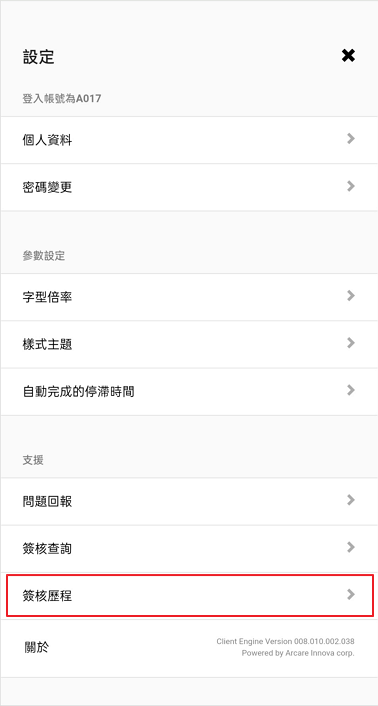 設定
登入帳號為A017
個人資料
密碼變更
參數設定
字型倍率
樣式主題
自動完成的停滯時間
支援
問題回報
簽核查詢
簽核歷程
關於
Client Engine Version 008.010.002.038
Powered by Arcare Innova corp.